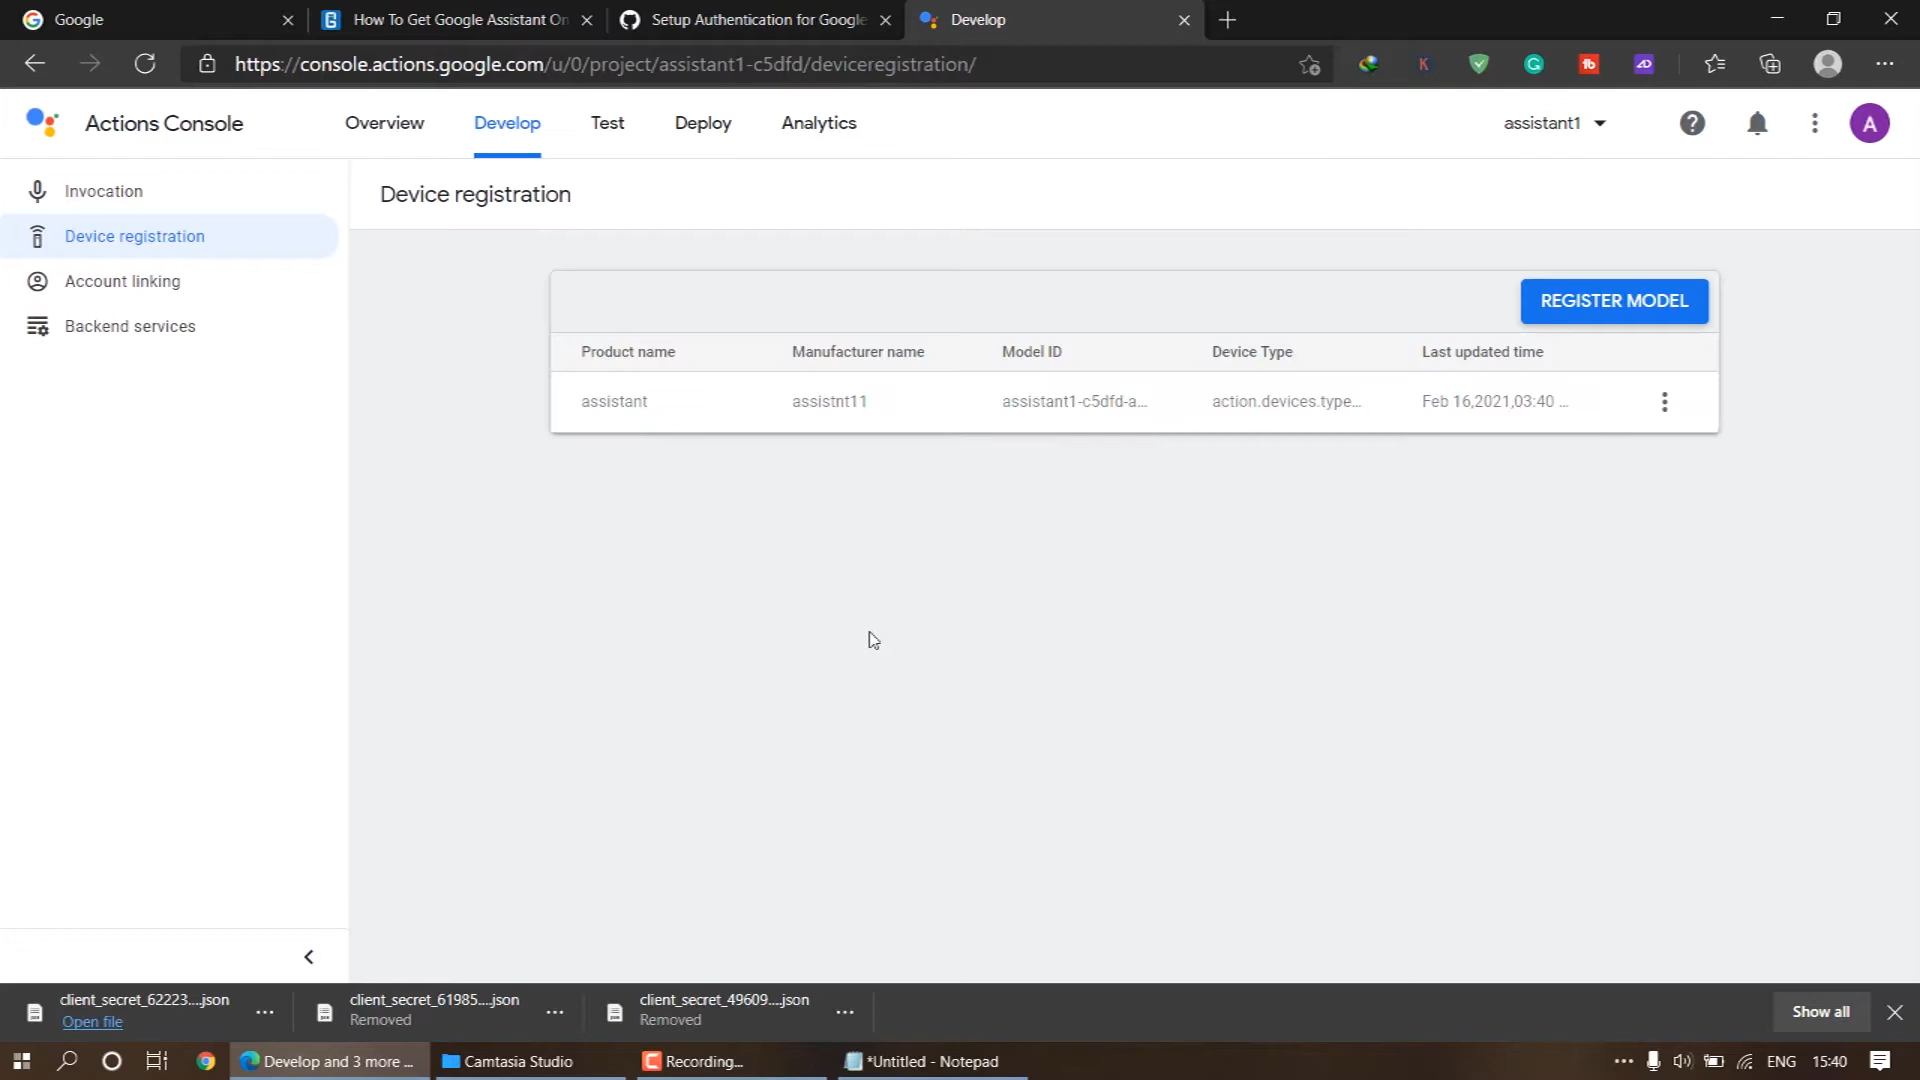 Google
How To Get Google Assistant On
Setup Authentication for Google
Develop
https://console.actions.google.com/u/0/project/assistant1-c5dfd/deviceregistration/
Actions Console
Overview
Develop
Test
Deploy
Analytics
assistant1
A
Invocation
Device registration
Account linking
Backend services
Device registration
REGISTER MODEL
Product name
Manufacturer name
Model ID
Device Type
Last updated time
assistant
assistnt11
assistant1-c5dfd-a...
action.devices.type...
Feb 16,2021,03:40 ...
client_secret_62223....json
Open file
client_secret_61985....json
Removed
client_secret_49609....json
Removed
Show all
Develop and 3 more ...
Camtasia Studio
Recording...
*Untitled - Notepad
ENG
15:40